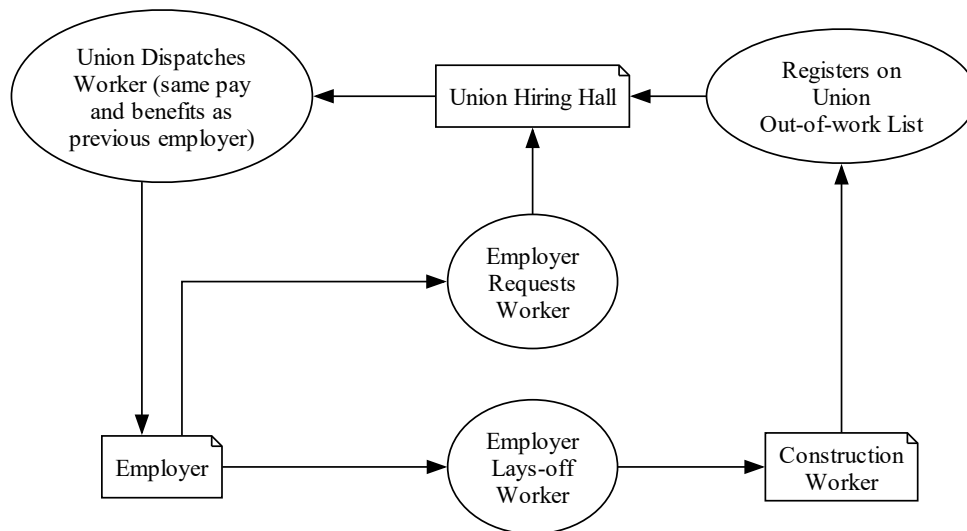 Union Dispatches
Worker (same pay
and benefits as
previous employer)
Union Hiring Hall
Registers on
Union
Out-of-work List
Employer
Requests
Worker
Employer
Employer
Lays-off
Worker
Construction
Worker